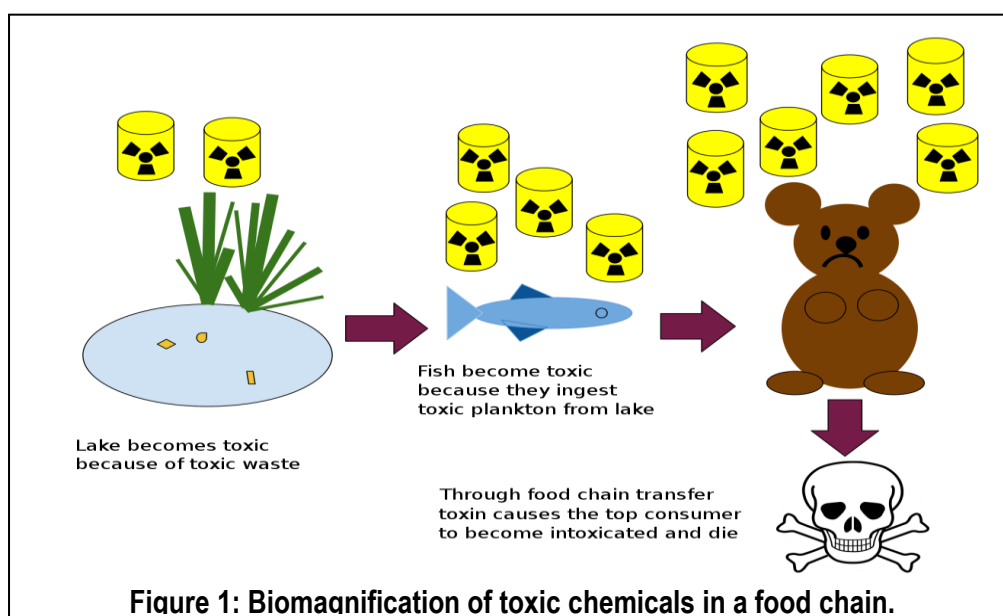 Lake becomes toxic
because of toxic waste
Fish become toxic
because they ingest
toxic plankton from lake
Through food chain transfer
toxin causes the top consumer
to become intoxicated and die
Figure 1: Biomagnification of toxic chemicals in a food chain.